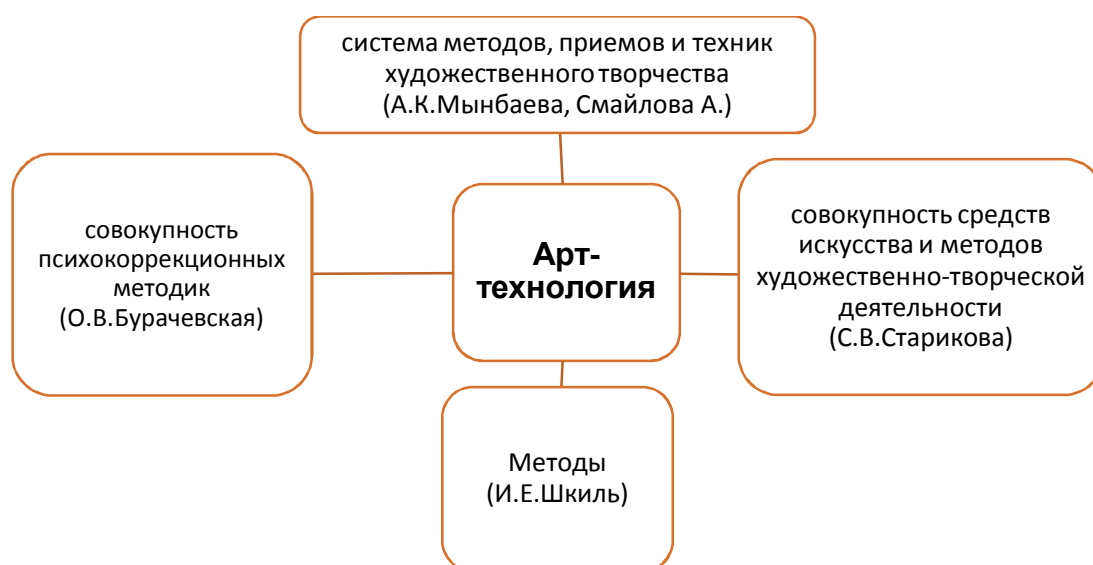 система методов, приемов и техник
художественного творчества
(А.К.Мынбаева, Смайлова А.)
совокупность
психокоррекционных
методик
(О.В.Бурачевская)
Арт-
технология
совокупность средств
искусства и методов
художественно-творческой
деятельности
(С.В.Старикова)
Методы
(И.Е.Шкиль)